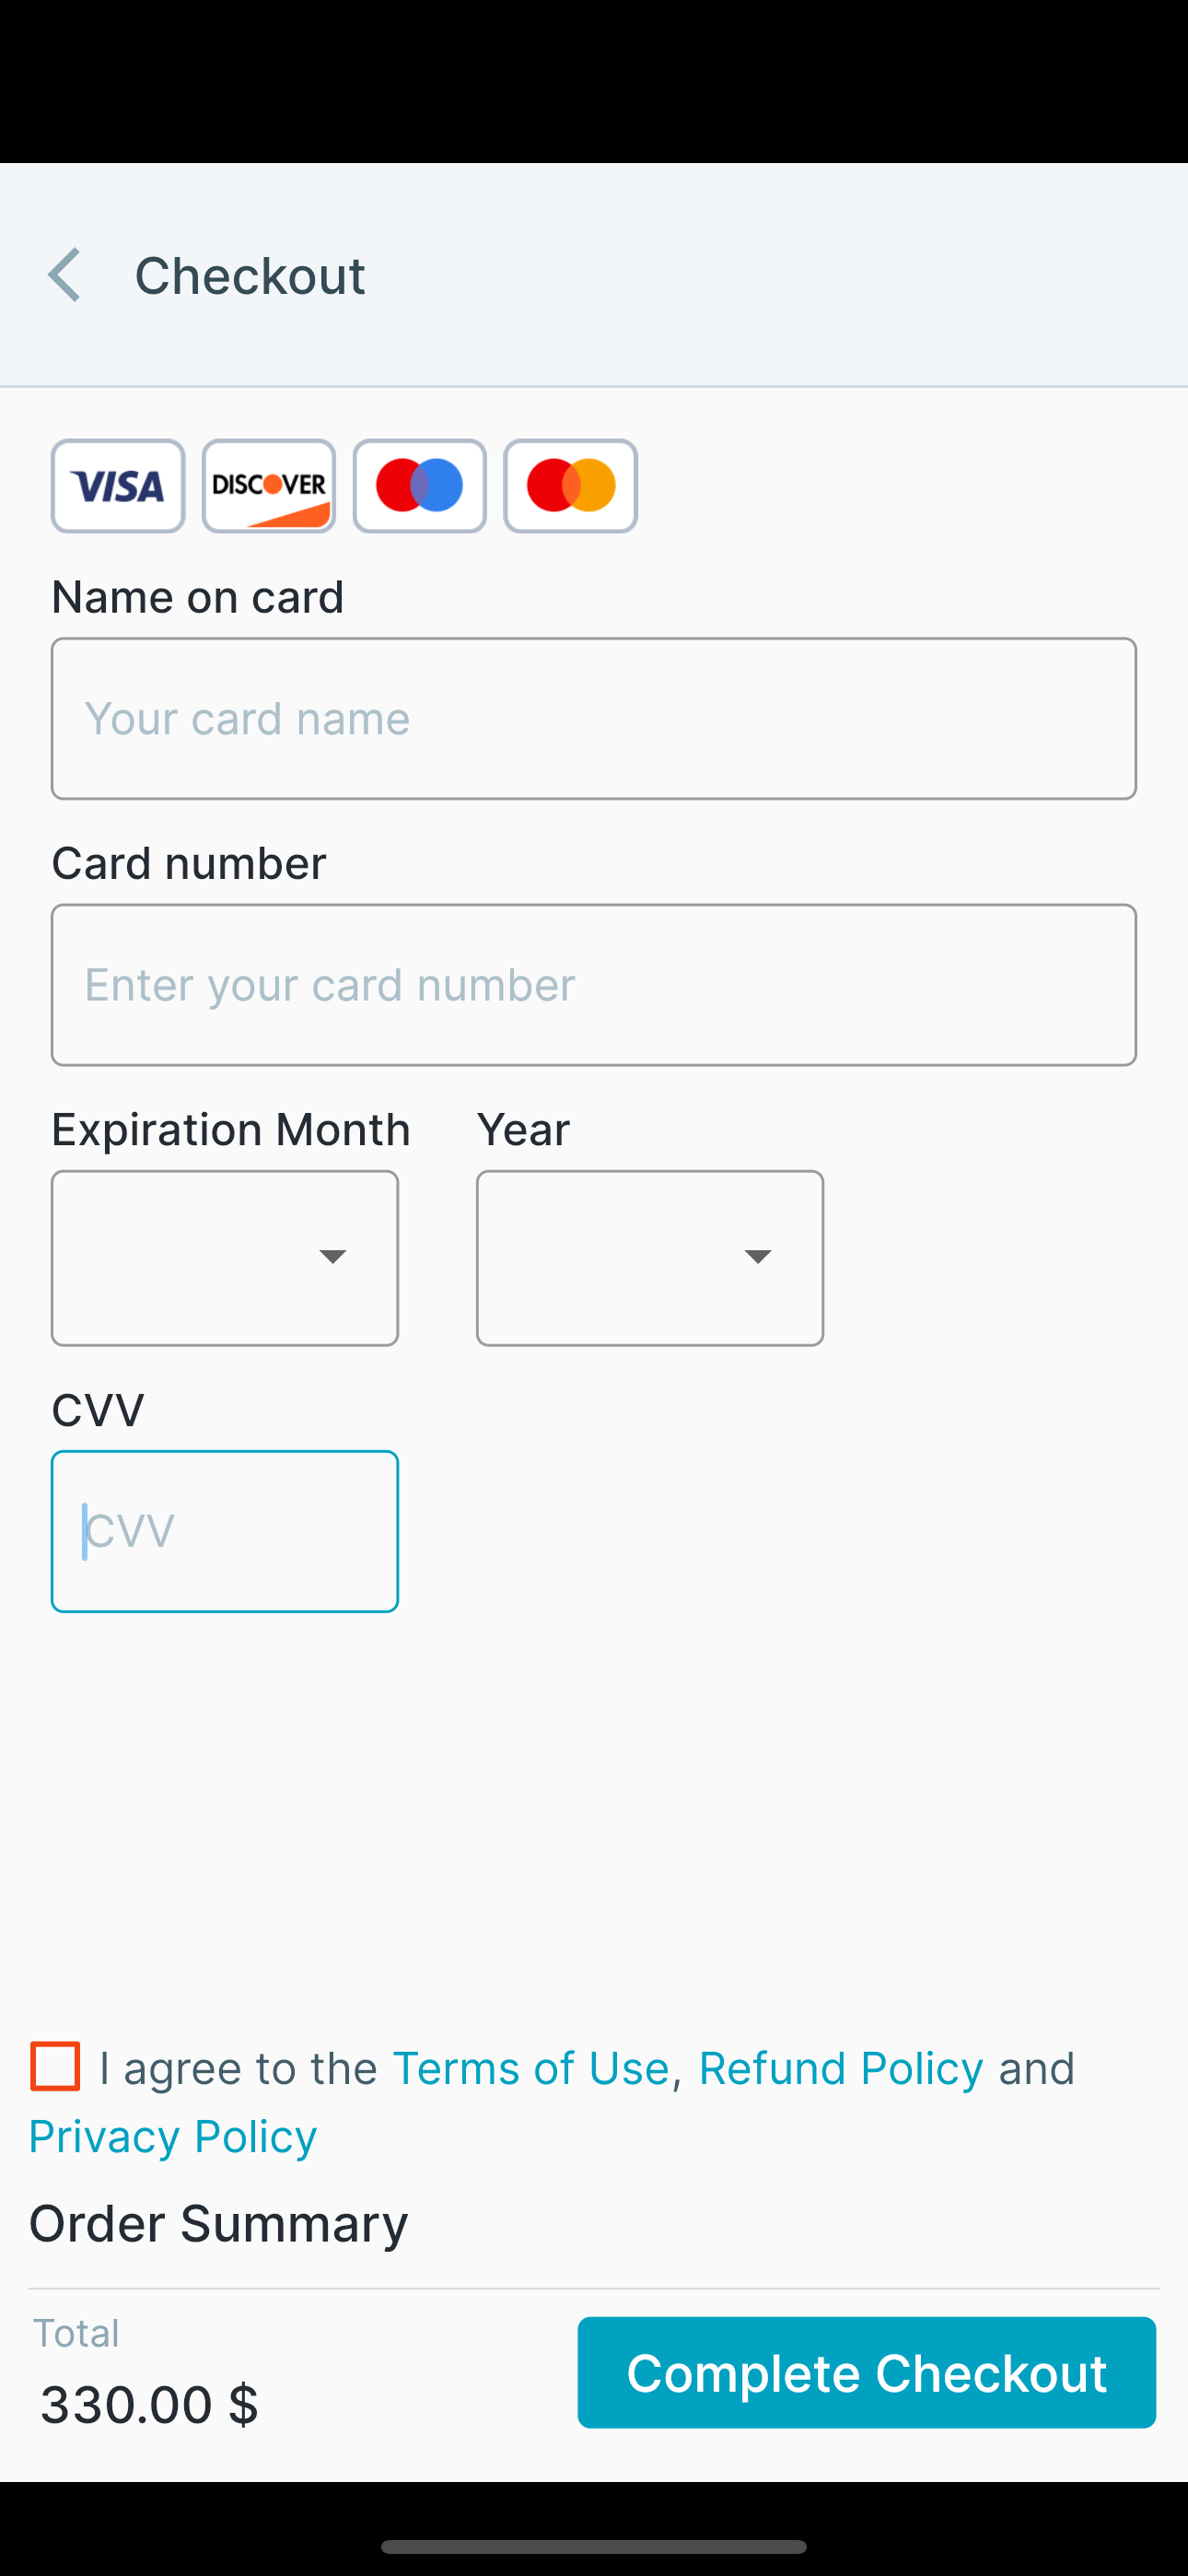 Checkout
VISA DISCOVER
Name on card
Your card name
Card number
Enter your card number
Expiration Month Year
CVV
CVV
I agree to the Terms of Use, Refund Policy and
Privacy Policy
Order Summary
Total
330.00 $
Complete Checkout